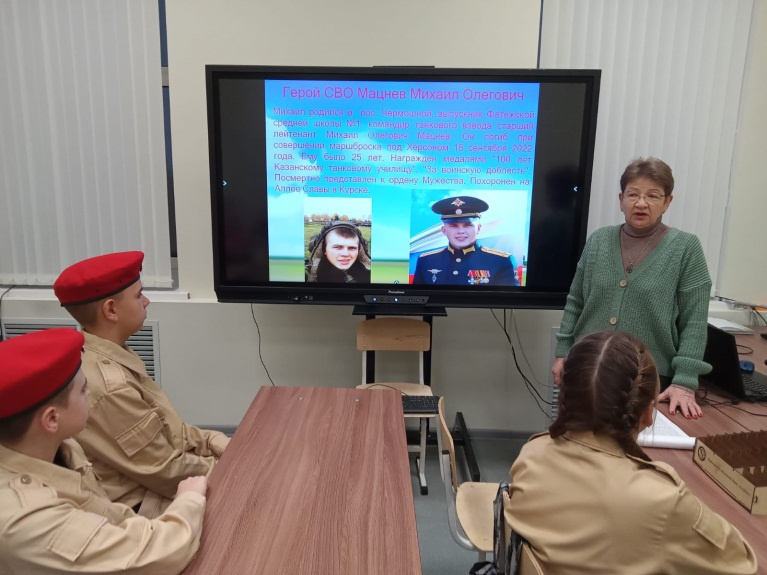 Герой СВО Мацнев Михаил Олегович
Михаил родился в пос. Чермошной, выпускник Фатежской
средней школы №1, командир танкового взвода старший
лейтенант Михаил Олегович Мацнев. Он погиб при
совершении маршброска под Херсоном 18 сентября 2022
года. Ему было 25 лет. Награжден медалями "100 лет
Казанскому танковому училищу", "За воинскую доблесть".
Посмертно представлен к ордену Мужества. Похоронен на
Аллее Славы в Курске.